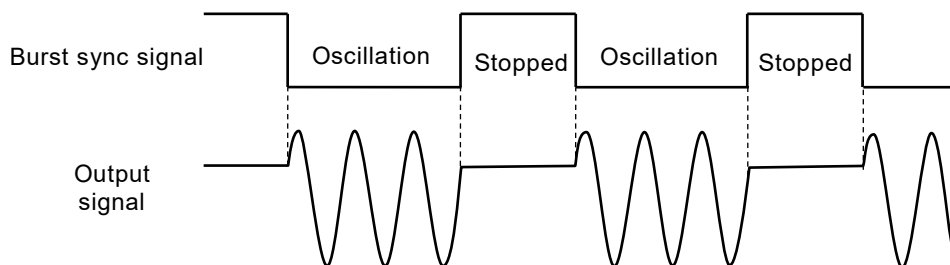 Burst sync signal
Oscillation
Stopped
Oscillation
Stopped
Output
signal